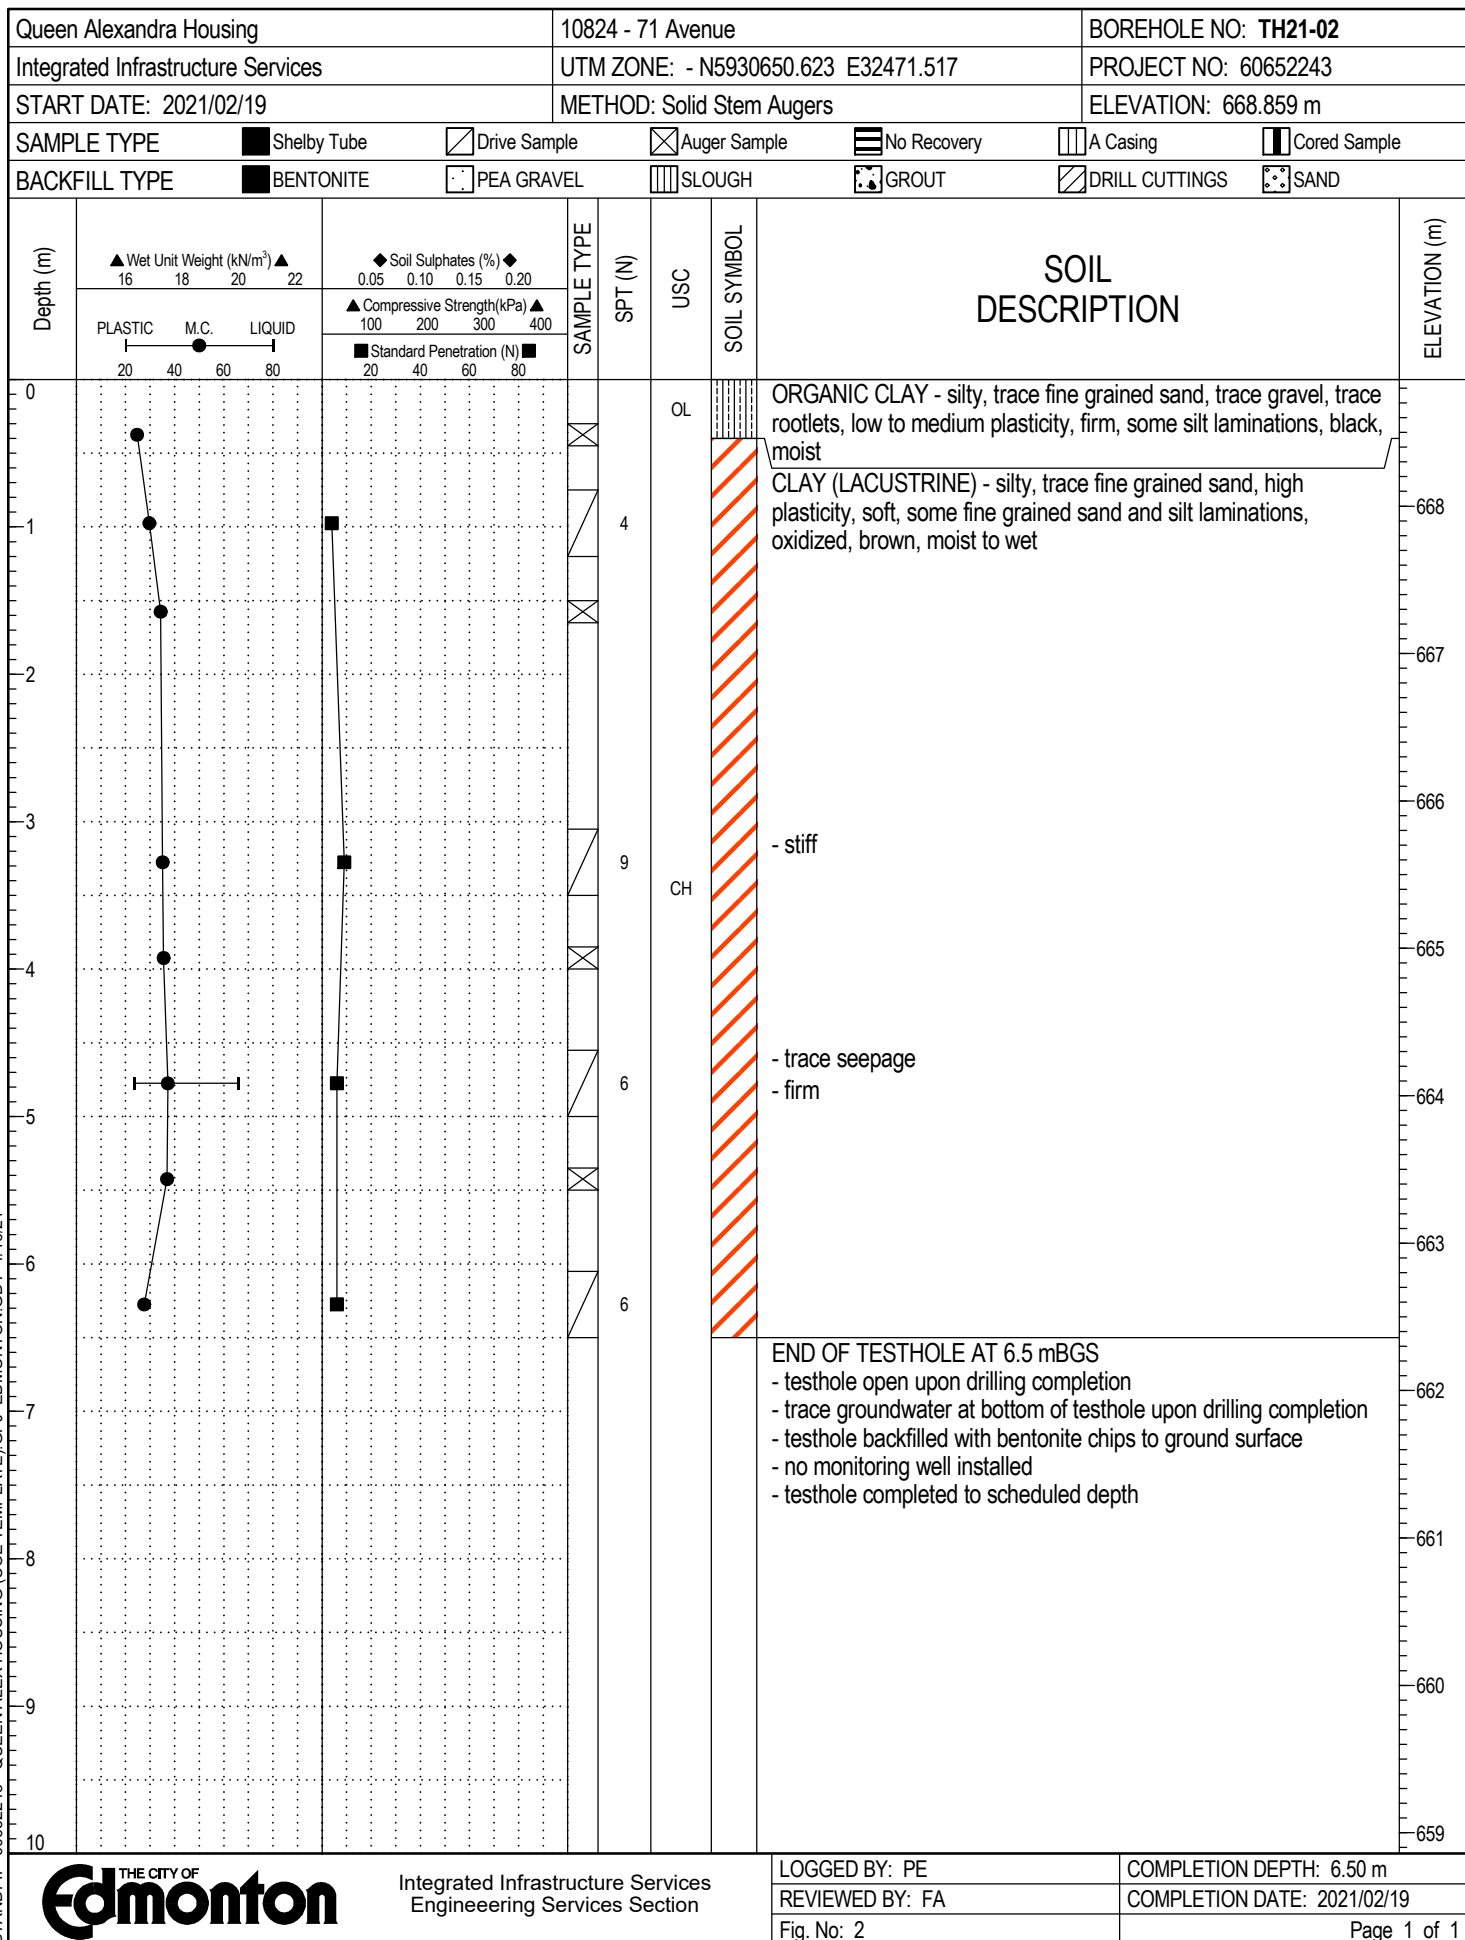 Queen Alexandra Housing
10824 - 71 Avenue
BOREHOLE NO: TH21-02
Integrated Infrastructure Services
UTM ZONE: - N5930650.623 E32471.517
PROJECT NO: 60652243
START DATE: 2021/02/19
METHOD: Solid Stem Augers
ELEVATION: 668.859 m
SAMPLE TYPE
Shelby Tube
Drive Sample
Auger Sample
No Recovery
A Casing
Cored Sample
BACKFILL TYPE
BENTONITE
PEA GRAVEL
SLOUGH
GROUT
DRILL CUTTINGS
SAND
Depth (m)
▲ Wet Unit Weight (kN/m³) ▲
16 18 20 22
PLASTIC M.C. LIQUID
20 40 60 80
◆ Soil Sulphates (%) ◆
0.05 0.10 0.15 0.20
▲ Compressive Strength(kPa) ▲
100 200 300 400
■ Standard Penetration (N) ■
20 40 60 80
SAMPLE TYPE
SPT (N)
USC
SOIL SYMBOL
SOIL
DESCRIPTION
ELEVATION (m)
0
OL
ORGANIC CLAY - silty, trace fine grained sand, trace gravel, trace
rootlets, low to medium plasticity, firm, some silt laminations, black,
moist
CLAY (LACUSTRINE) - silty, trace fine grained sand, high
plasticity, soft, some fine grained sand and silt laminations,
oxidized, brown, moist to wet
668
1
4
667
2
666
3
- stiff
9
CH
665
4
- trace seepage
6
- firm
664
5
663
6
6
END OF TESTHOLE AT 6.5 mBGS
- testhole open upon drilling completion
662
- trace groundwater at bottom of testhole upon drilling completion
7
- testhole backfilled with bentonite chips to ground surface
- no monitoring well installed
- testhole completed to scheduled depth
661
8
660
9
659
10
THE CITY OF
Edmonton
Integrated Infrastructure Services
Engineeering Services Section
LOGGED BY: PE
COMPLETION DEPTH: 6.50 m
REVIEWED BY: FA
COMPLETION DATE: 2021/02/19
Fig. No: 2
Page 1 of 1